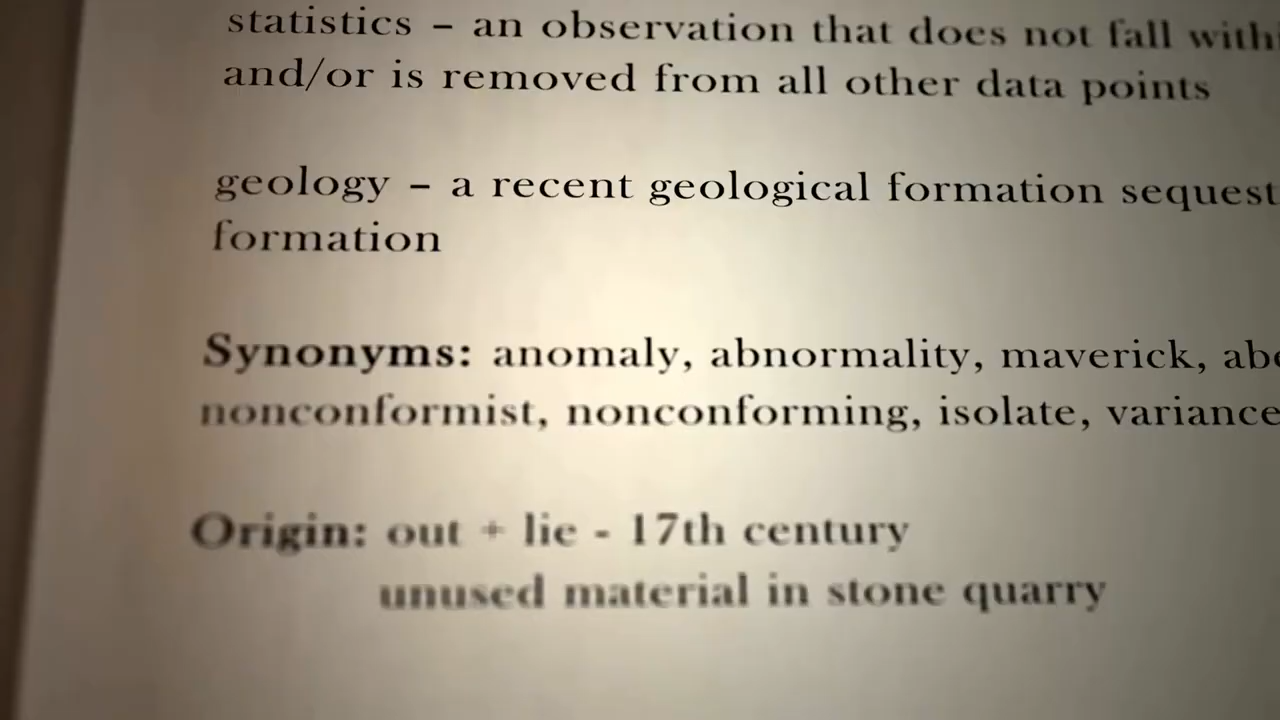 statistics – an observation that does not fall
and/or is removed from all other data points
geology – a recent geological formation
formation
Synonyms: anomaly, abnormality, maverick,
nonconformist, nonconforming, isolate, variance
Origin: out + lie - 17th century
unused material in stone quarry